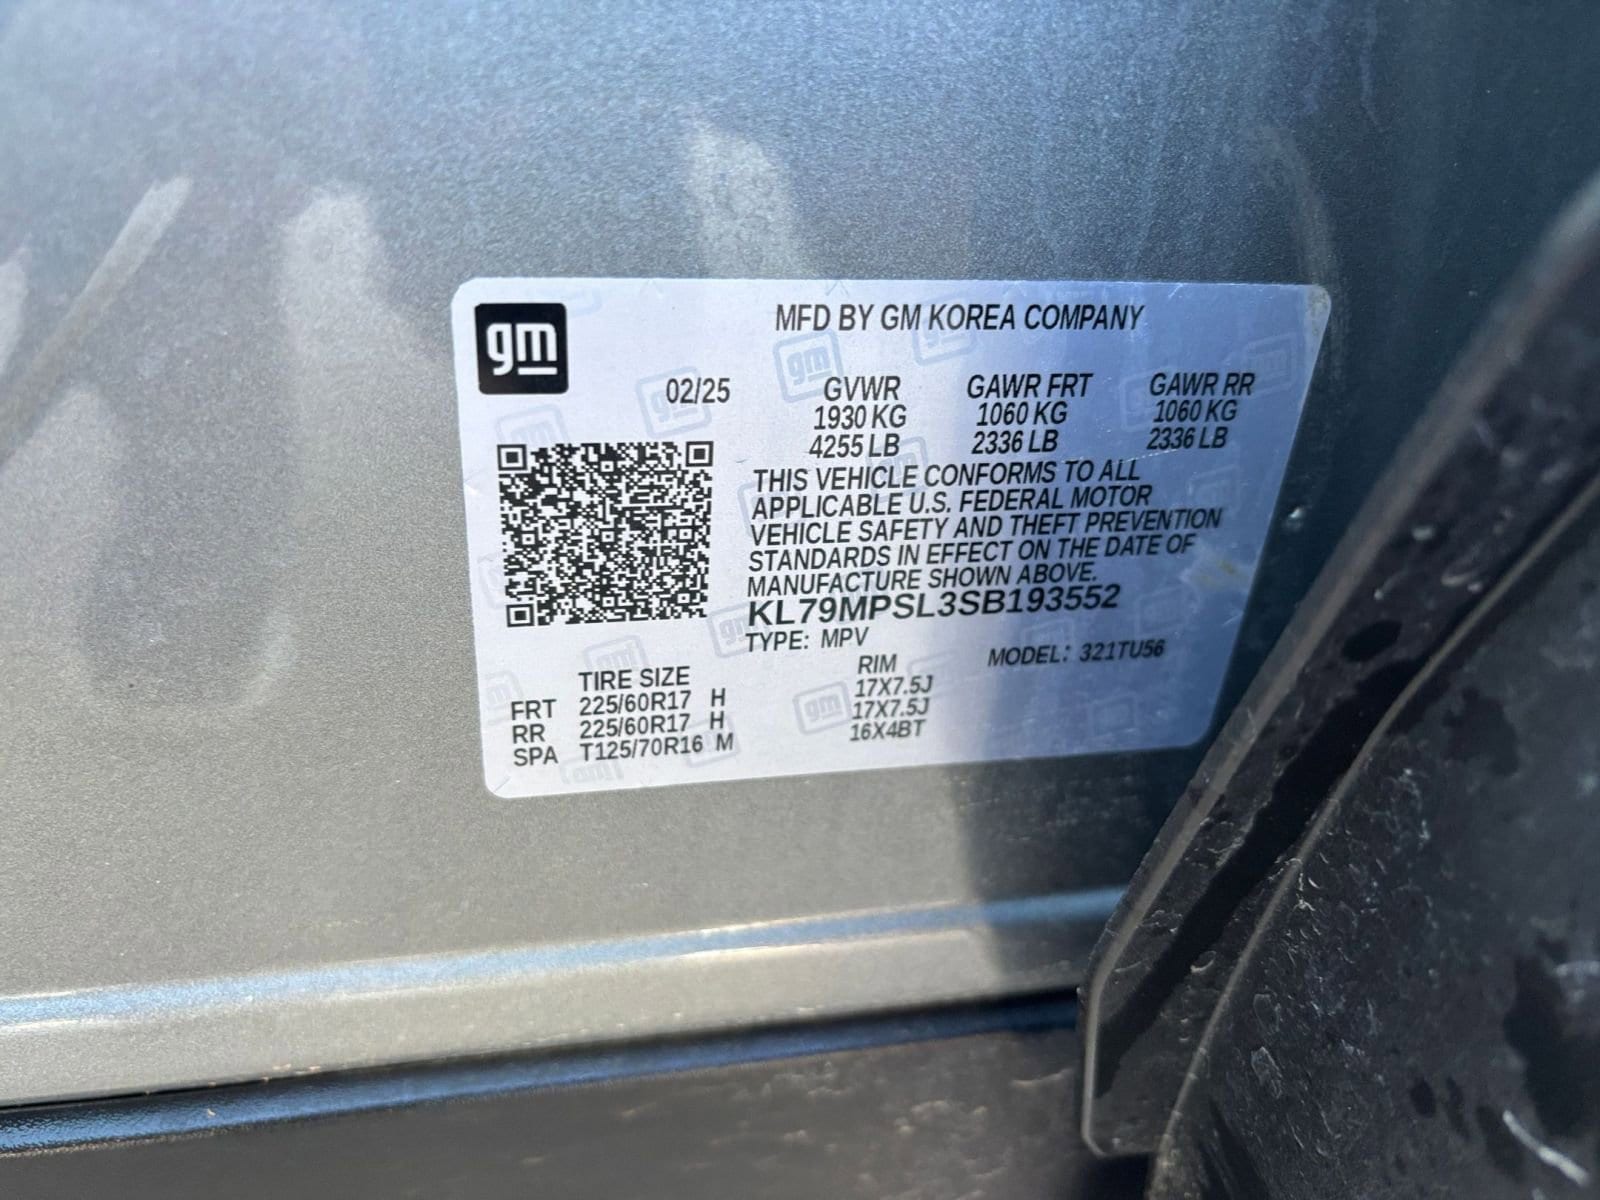 gm
MFD BY GM KOREA COMPANY
02/25 GVWR GAWR FRT GAWR RR
1930 KG 1060 KG 1060 KG
4255 LB 2336 LB 2336 LB
THIS VEHICLE CONFORMS TO ALL
APPLICABLE U.S. FEDERAL MOTOR
VEHICLE SAFETY AND THEFT PREVENTION
STANDARDS IN EFFECT ON THE DATE OF
MANUFACTURE SHOWN ABOVE.
KL79MPSL3SB193552
TYPE: MPV MODEL: 321TU56
TIRE SIZE RIM
FRT 225/60R17 H 17X7.5J
RR 225/60R17 H 17X7.5J
SPA T125/70R16 M 16X4BT